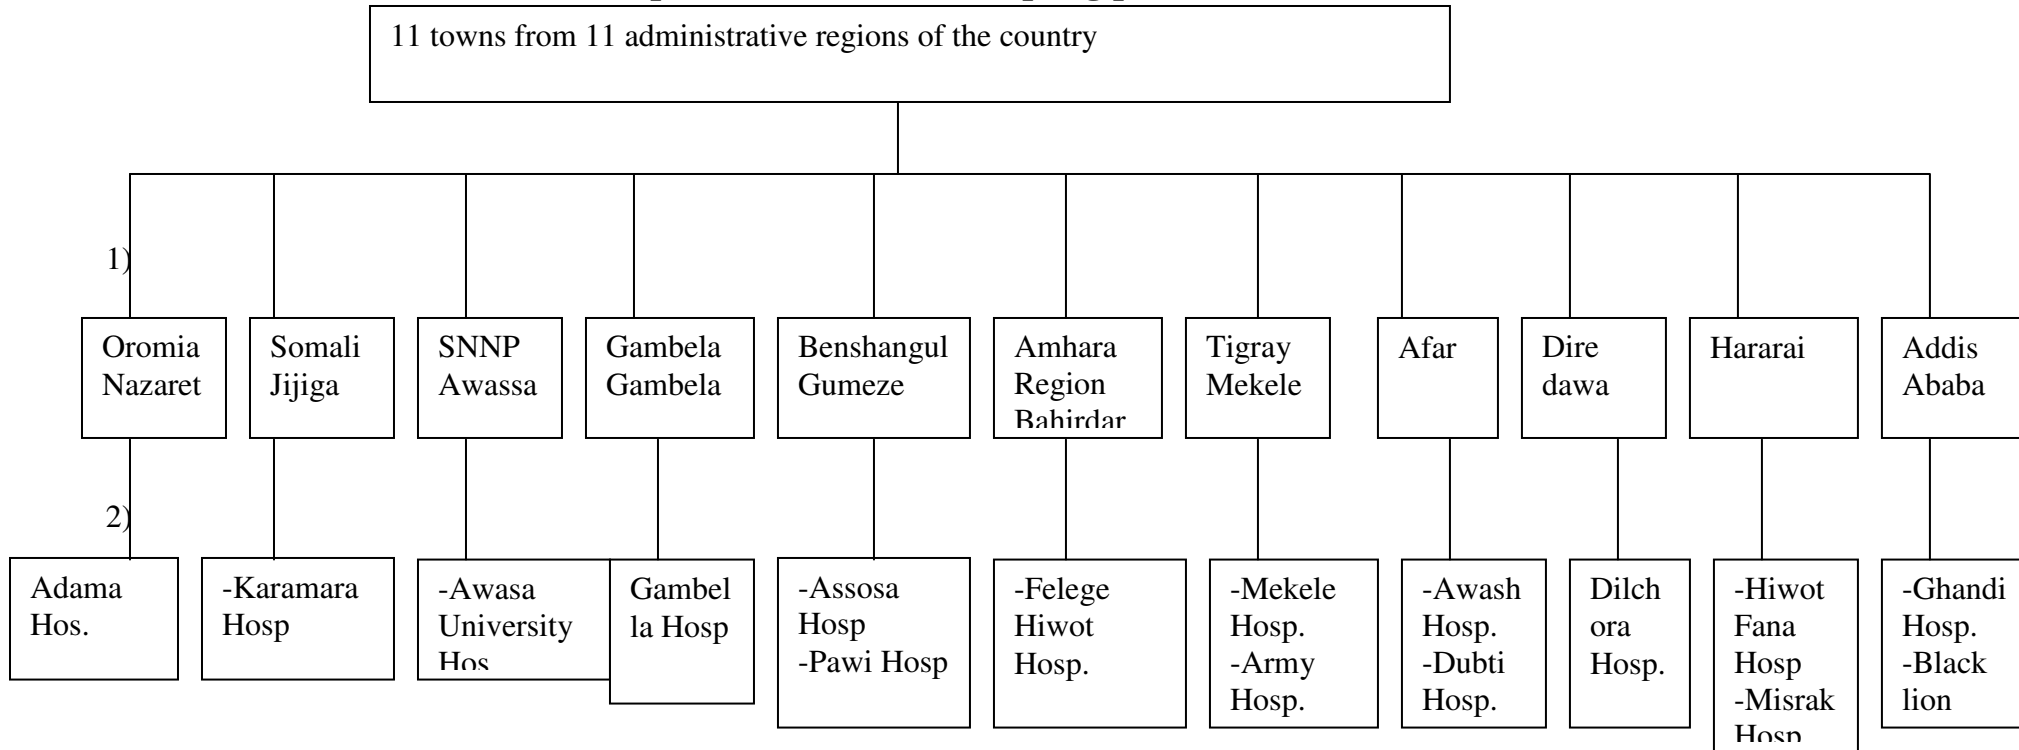 11 towns from 11 administrative regions of the country
1)
Oromia
Nazaret
Somali
Jijiga
SNNP
Awassa
Gambela
Gambela
Benshangul
Gumeze
Amhara
Region
Bahirdar
Tigray
Mekele
Afar
Dire
dawa
Hararai
Addis
Ababa
2)
Adama
Hos.
-Karamara
Hosp
-Awasa
University
Hos
Gambel
la Hosp
-Assosa
Hosp
-Pawi Hosp
-Felege
Hiwot
Hosp.
-Mekele
Hosp.
-Army
Hosp.
-Awash
Hosp.
-Dubti
Hosp.
Dilch
ora
Hosp.
-Hiwot
Fana
Hosp
-Misrak
Hosp
-Ghandi
Hosp.
-Black
lion